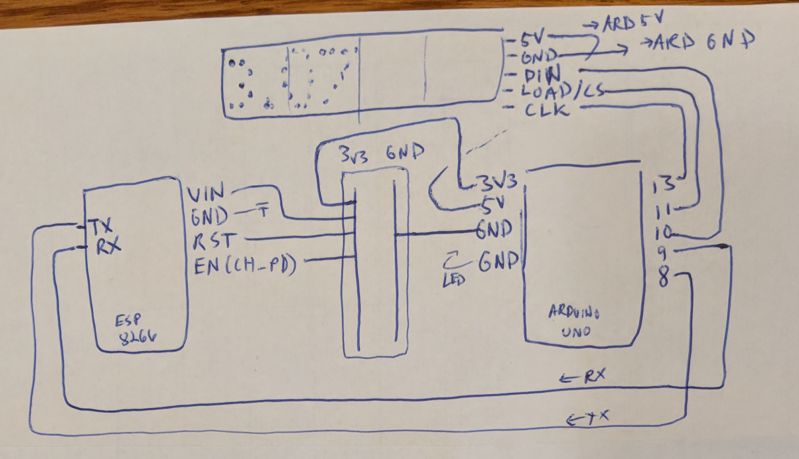 →ARD 5V
5V
→ARD GND
GND
DIN
LOAD/CS
CLK
3V3 GND
VIN
GND
RST
EN(CH_PD)
TX
RX
ESP
8266
3V3
5V
GND
GND
LED
ARDUINO
UNO
13
11
10
9
8
←RX
←TX